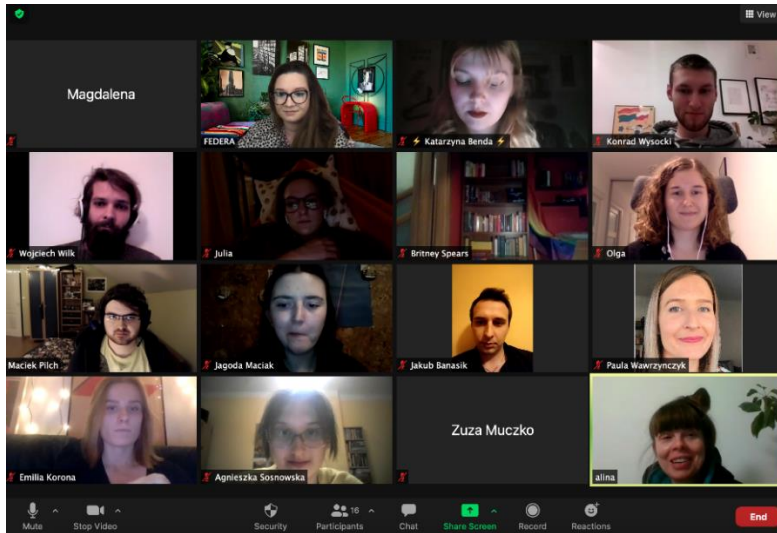 View
Magdalena
FEDERA
⚡ Katarzyna Benda ⚡
Konrad Wysocki
Wojciech Wilk
Julia
Britney Spears
Olga
Maciek Pilch
Jagoda Maciak
Jakub Banasik
Paula Wawrzynczyk
Emilia Korona
Agnieszka Sosnowska
Zuza Muczko
alina
Mute
Stop Video
Security
16
Participants
Chat
Share Screen
Record
Reactions
End